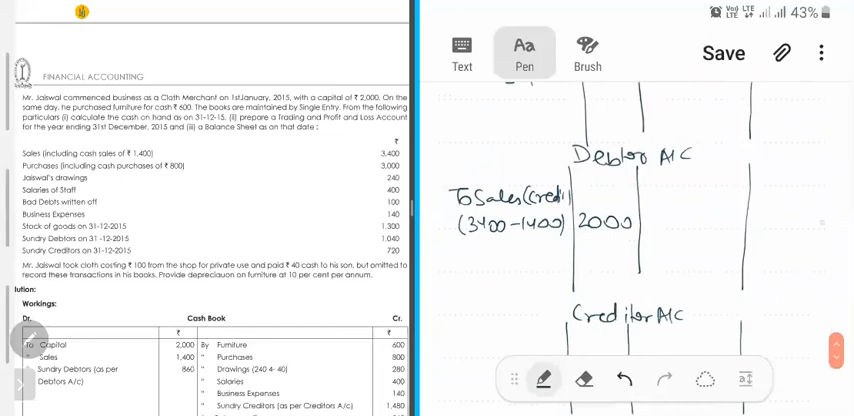 FINANCIAL ACCOUNTING
Mr. Jaiswal commenced business as a Cloth Merchant on 1stJanuary, 2015, with a capital of ₹ 2,000. On the
same day, he purchased furniture for cash ₹ 600. The books are maintained by Single Entry. From the following
particulars (i) calculate the cash on hand as on 31-12-15. (ii) prepare a Trading and Profit and Loss Account
for the year ending 31st December, 2015 and (iii) a Balance Sheet as on that date :
₹
Sales (including cash sales of ₹ 1,400) 3,400
Purchases (including cash purchases of ₹ 800) 3,000
Jaiswal's drawings 240
Salaries of Staff 400
Bad Debts written off 100
Business Expenses 140
Stock of goods on 31-12-2015 1,300
Sundry Debtors on 31 -12-2015 1,040
Sundry Creditors on 31-12-2015 720
Mr. Jaiswal took cloth costing ₹ 100 from the shop for private use and paid ₹ 40 cash to his son, but omitted to
record these transactions in his books. Provide depreciauon on furniture at 10 per cent per annum.
lution:
Workings:
Dr. Cash Book Cr.
₹ ₹
To Capital 2,000 By Furniture 600
" Sales 1,400 " Purchases 800
" Sundry Debtors (as per 860 " Drawings (240 4- 40) 280
Debtors A/c) " Salaries 400
" Business Expenses 140
" Sundry Creditors (as per Creditors A/c) 1,480
Vo) LTE
LTE 43%
Text
Aa
Pen
Brush
Save
Debtor A/C
To Sales (Credi
(3400-1400) 2000
Creditor A/C